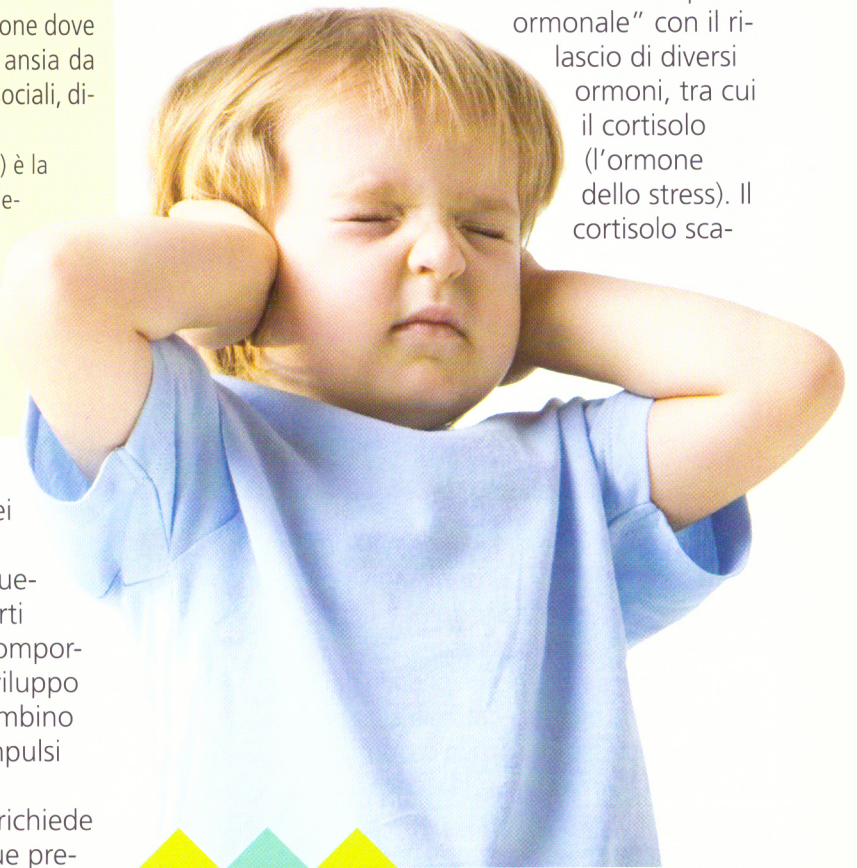 one dove
ansia da
ociali, di-
) è la
e-
ei
ue-
rti
ompor-
iluppo
mbino
pulsi
richiede
ue pre-
ormonale” con il ri-
lascio di diversi
ormoni, tra cui
il cortisolo
(l’ormone
dello stress). Il
cortisolo sca-